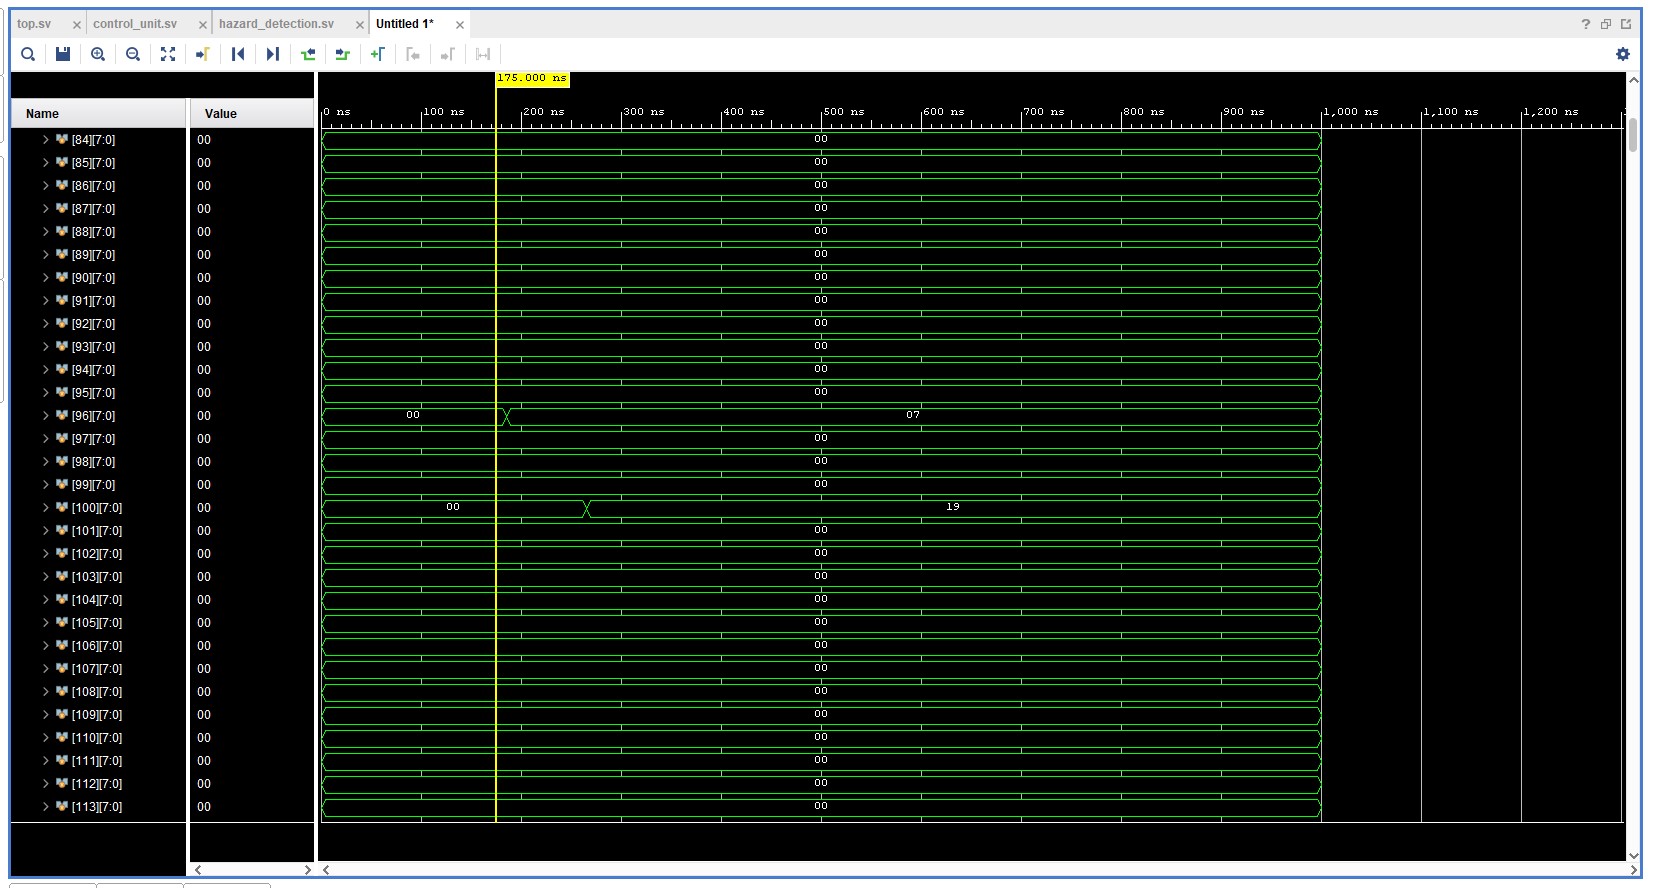 top.sv control_unit.sv hazard_detection.sv Untitled 1*
175.000 ns
Name Value 0 ns 100 ns 200 ns 300 ns 400 ns 500 ns 600 ns 700 ns 800 ns 900 ns 1,000 ns 1,100 ns 1,200 ns
[84][7:0] 00 00
[85][7:0] 00 00
[86][7:0] 00 00
[87][7:0] 00 00
[88][7:0] 00 00
[89][7:0] 00 00
[90][7:0] 00 00
[91][7:0] 00 00
[92][7:0] 00 00
[93][7:0] 00 00
[94][7:0] 00 00
[95][7:0] 00 00
[96][7:0] 00 00 07
[97][7:0] 00 00
[98][7:0] 00 00
[99][7:0] 00 00
[100][7:0] 00 00 19
[101][7:0] 00 00
[102][7:0] 00 00
[103][7:0] 00 00
[104][7:0] 00 00
[105][7:0] 00 00
[106][7:0] 00 00
[107][7:0] 00 00
[108][7:0] 00 00
[109][7:0] 00 00
[110][7:0] 00 00
[111][7:0] 00 00
[112][7:0] 00 00
[113][7:0] 00 00